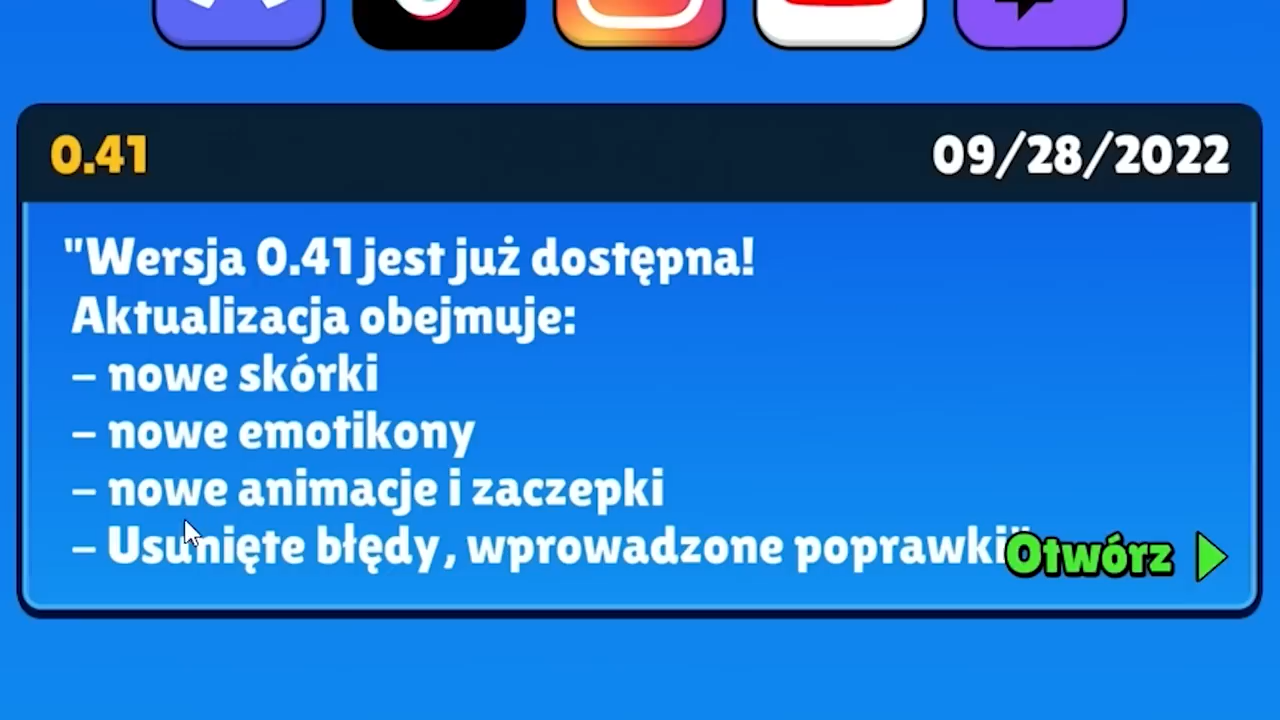 0.41
09/28/2022
"Wersja 0.41 jest już dostępna!
Aktualizacja obejmuje:
– nowe skórki
– nowe emotikony
– nowe animacje i zaczepki
– Usunięte błędy, wprowadzone poprawki"
Otwórz